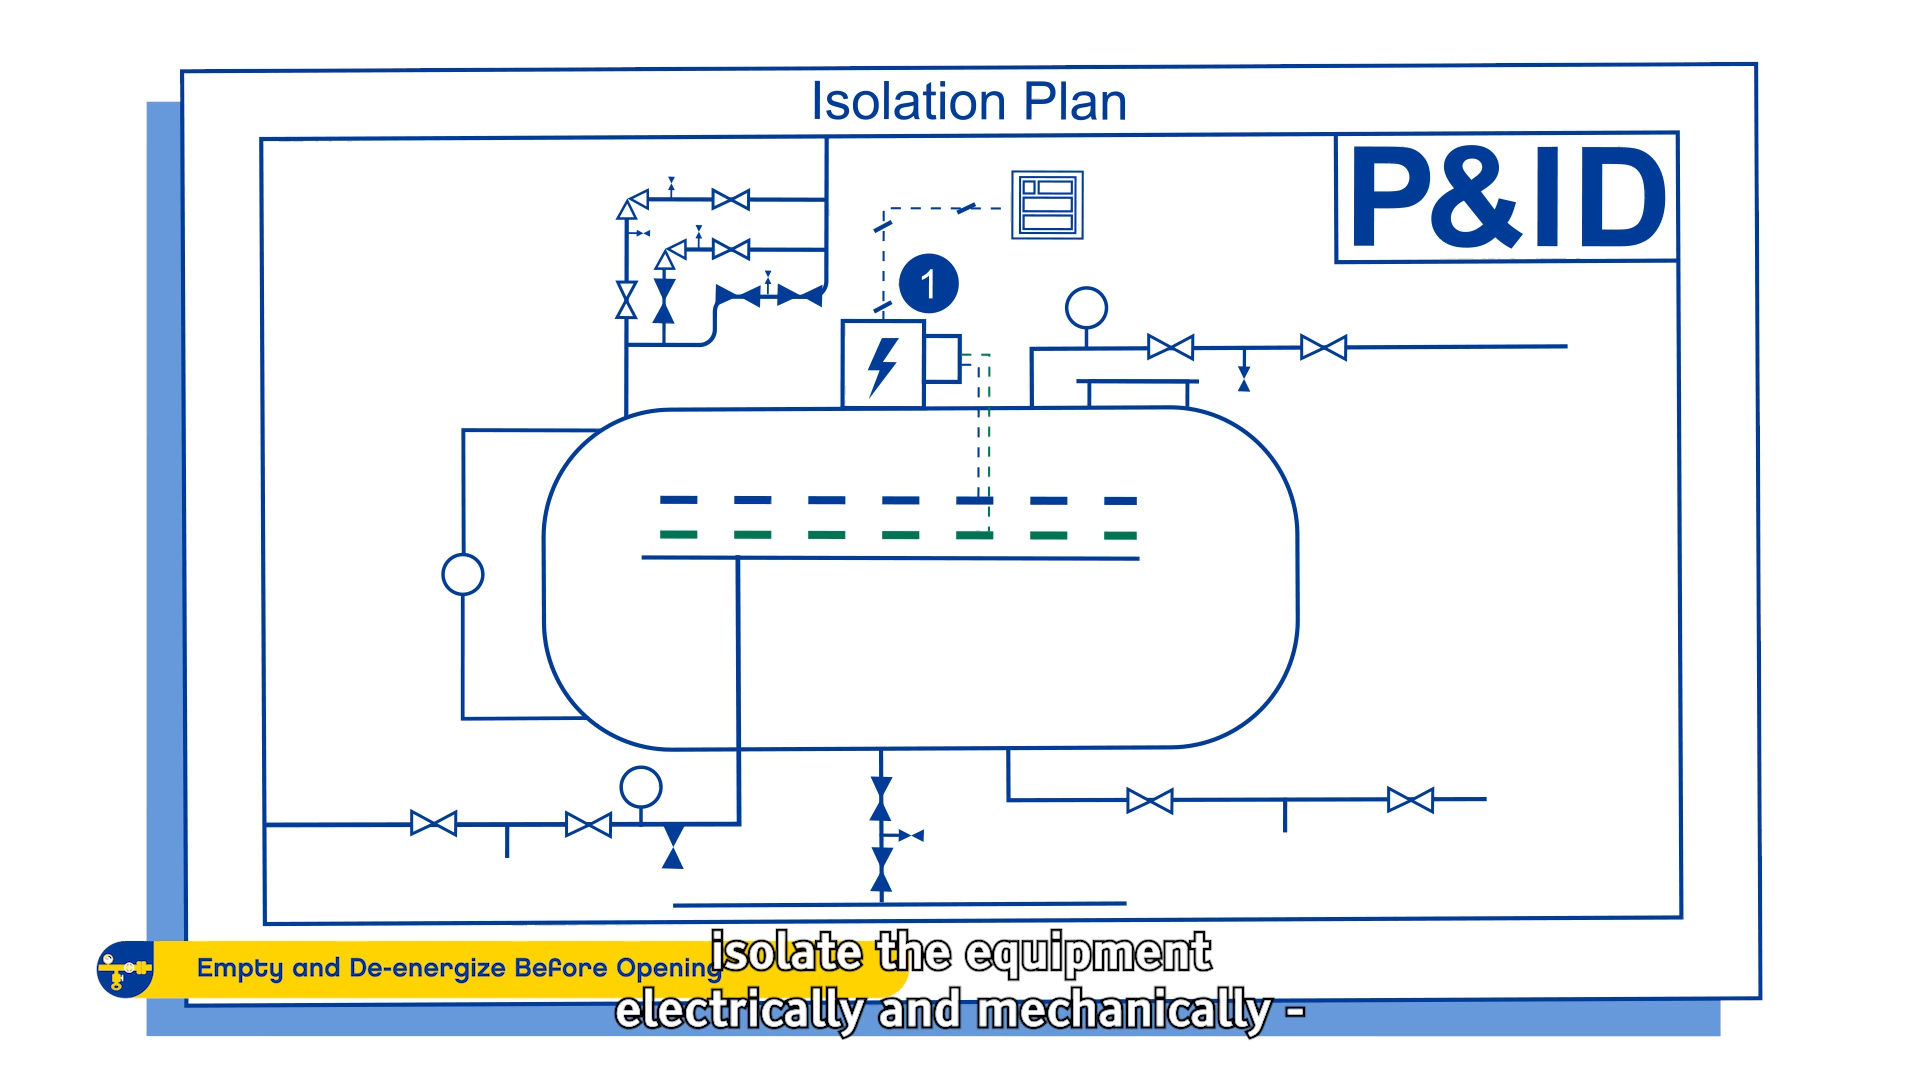 Isolation Plan
P&ID
1
Empty and De-energize Before Opening
isolate the equipment
electrically and mechanically -